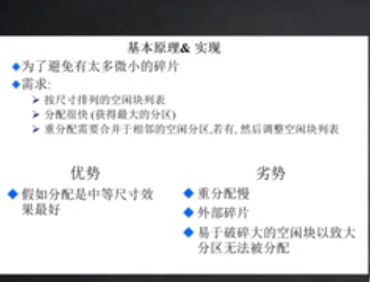 基本原理& 实现
◆为了避免有太多微小的碎片
◆需求:
➢ 按尺寸排列的空闲块列表
➢ 分配很快 (获得最大的分区)
➢ 重分配需要合并于相邻的空闲分区,若有, 然后调整空闲块列表
优势
◆ 假如分配是中等尺寸效
果最好
劣势
◆ 重分配慢
◆ 外部碎片
◆ 易于破碎大的空闲块以致大
分区无法被分配